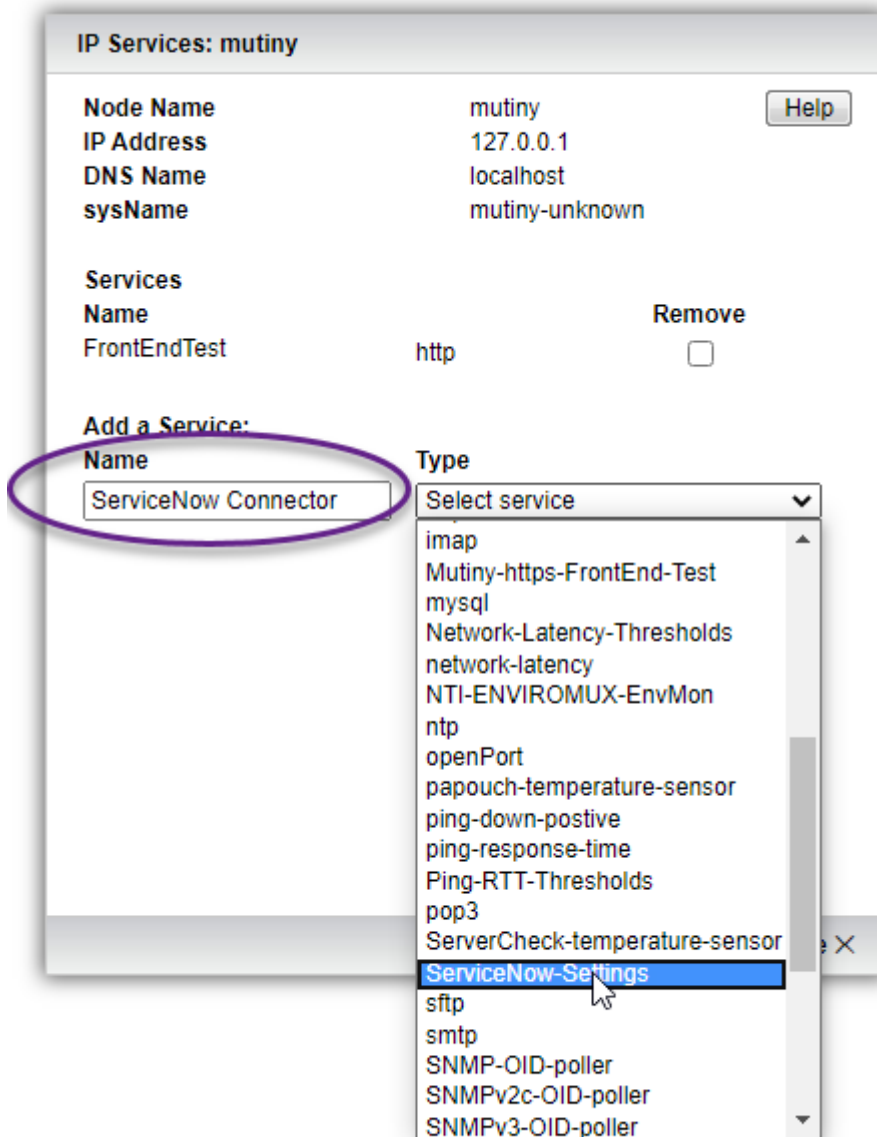 IP Services: mutiny
Node Name mutiny Help
IP Address 127.0.0.1
DNS Name localhost
sysName mutiny-unknown
Services
Name Remove
FrontEndTest http
Add a Service:
Name Type
ServiceNow Connector Select service
imap
Mutiny-https-FrontEnd-Test
mysql
Network-Latency-Thresholds
network-latency
NTI-ENVIROMUX-EnvMon
ntp
openPort
papouch-temperature-sensor
ping-down-postive
ping-response-time
Ping-RTT-Thresholds
pop3
ServerCheck-temperature-sensor
ServiceNow-Settings
sftp
smtp
SNMP-OID-poller
SNMPv2c-OID-poller
SNMPv3-OID-poller